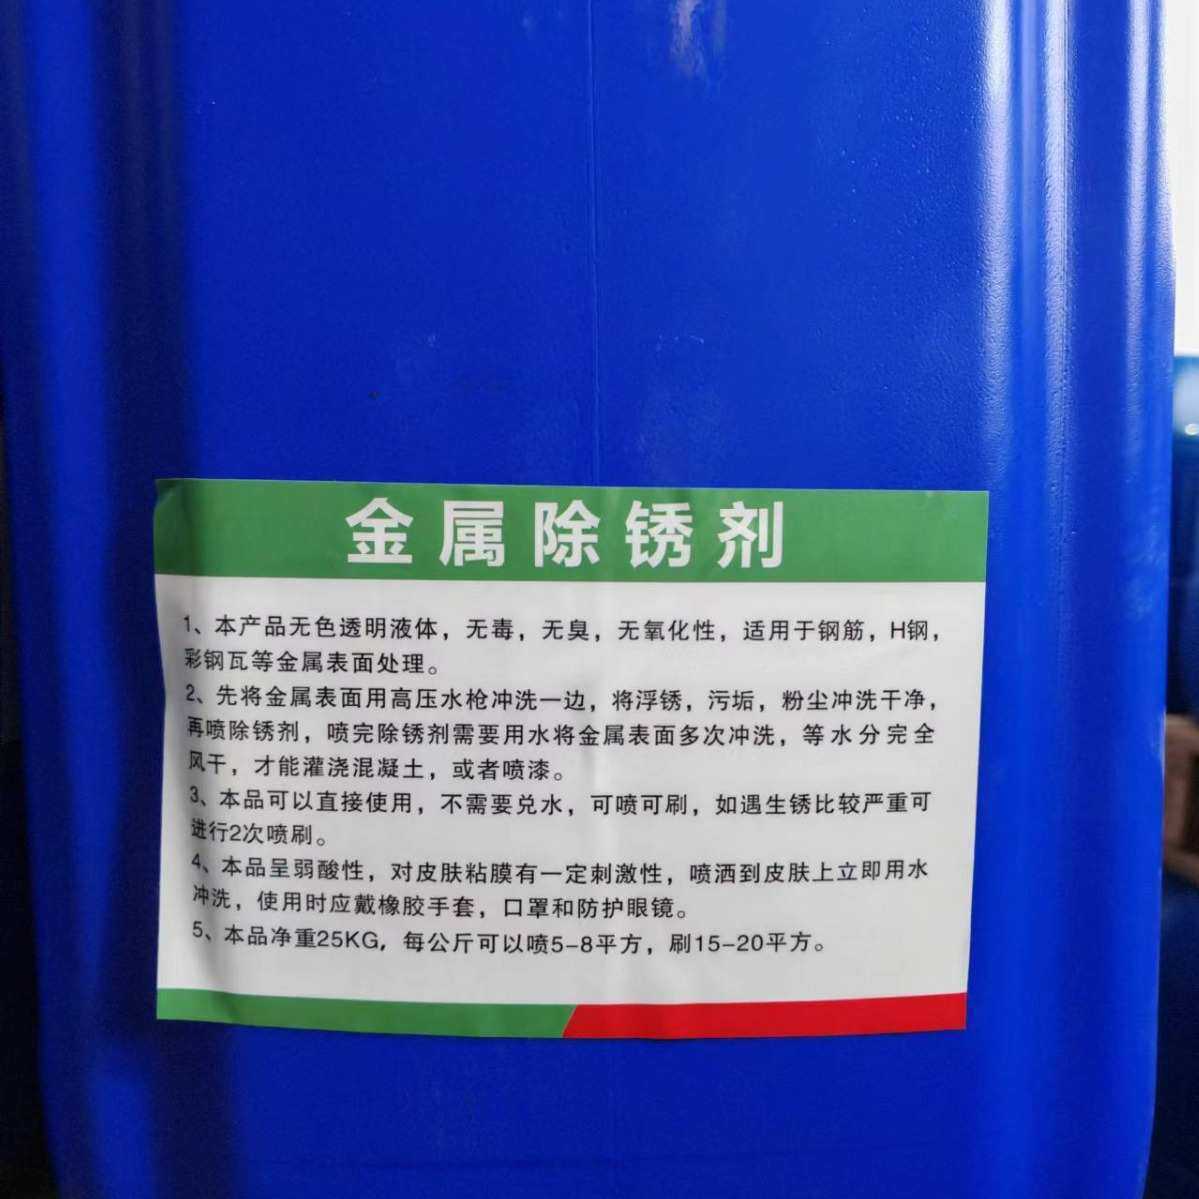 金属除锈剂
1、本产品无色透明液体，无毒，无臭，无氧化性，适用于钢筋，H钢，
彩钢瓦等金属表面处理。
2、先将金属表面用高压水枪冲洗一边，将浮锈，污垢，粉尘冲洗干净，
再喷除锈剂，喷完除锈剂需要用水将金属表面多次冲洗，等水分完全
风干，才能灌浇混凝土，或者喷漆。
3、本品可以直接使用，不需要兑水，可喷可刷，如遇生锈比较严重可
进行2次喷刷。
4、本品呈弱酸性，对皮肤粘膜有一定刺激性，喷洒到皮肤上立即用水
冲洗，使用时应戴橡胶手套，口罩和防护眼镜。
5、本品净重25KG，每公斤可以喷5-8平方，刷15-20平方。